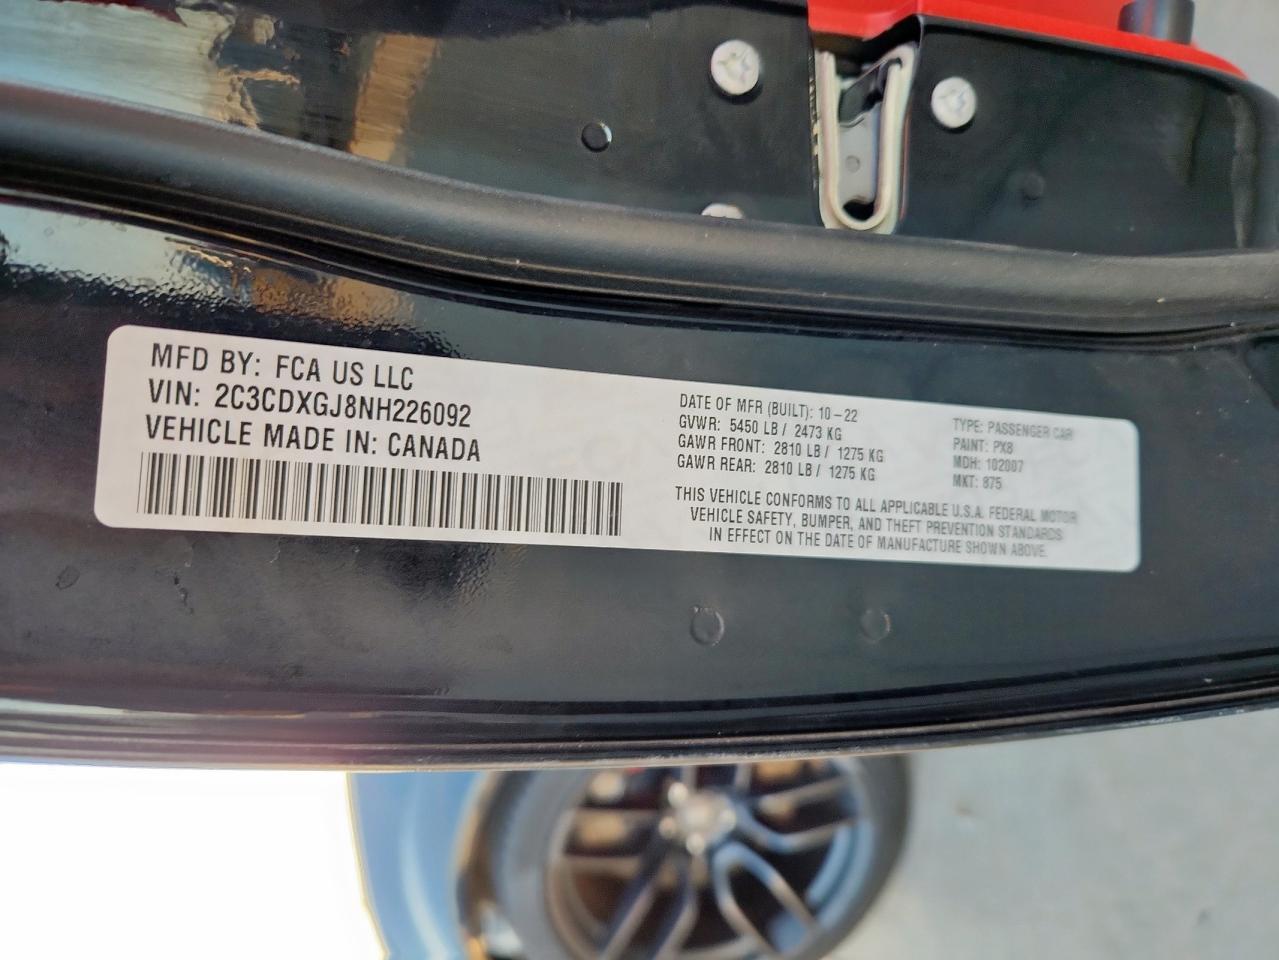 MFD BY: FCA US LLC
VIN: 2C3CDXGJ8NH226092
VEHICLE MADE IN: CANADA
DATE OF MFR (BUILT): 10-22
GVWR: 5450 LB / 2473 KG
GAWR FRONT: 2810 LB / 1275 KG
GAWR REAR: 2810 LB / 1275 KG
TYPE: PASSENGER CAR
PAINT: PX8
MDH: 102007
MKT: 875
THIS VEHICLE CONFORMS TO ALL APPLICABLE U.S.A. FEDERAL MOTOR
VEHICLE SAFETY, BUMPER, AND THEFT PREVENTION STANDARDS
IN EFFECT ON THE DATE OF MANUFACTURE SHOWN ABOVE.